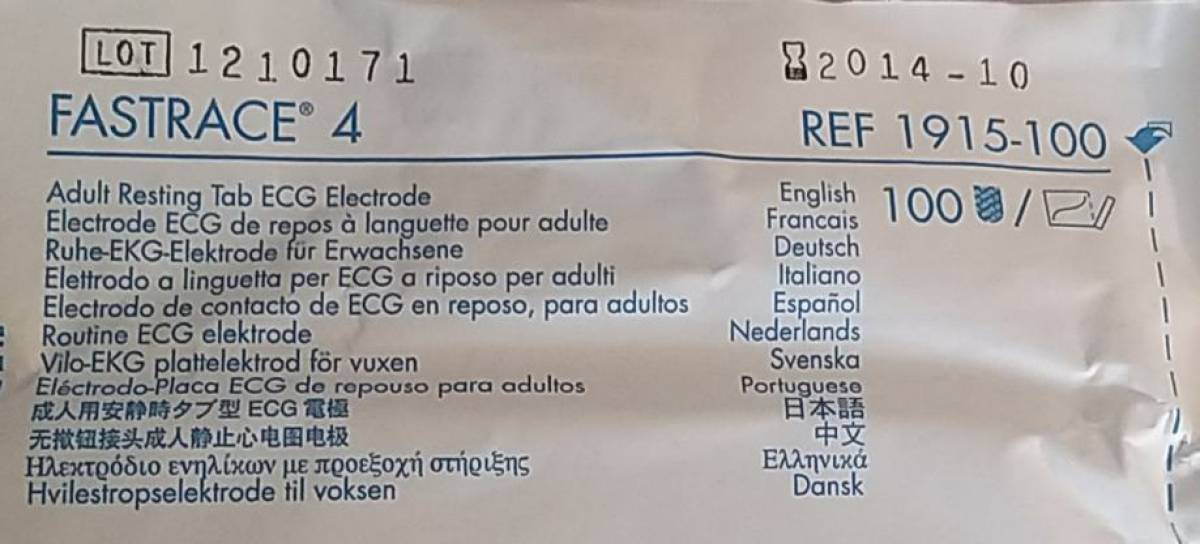 LOT 1210171 2014-10
FASTRACE® 4 REF 1915-100
Adult Resting Tab ECG Electrode English 100 /
Electrode ECG de repos à languette pour adulte Francais
Ruhe-EKG-Elektrode für Erwachsene Deutsch
Elettrodo a linguetta per ECG a riposo per adulti Italiano
Electrodo de contacto de ECG en reposo, para adultos Español
Routine ECG elektrode Nederlands
Vilo-EKG plattelektrod för vuxen Svenska
Eléctrodo-Placa ECG de repouso para adultos Portuguese
成人用安静時タブ型 ECG 電極 日本語
无揿钮接头成人静止心电图电极 中文
Ηλεκτρόδιο ενηλίκων με προεξοχή στήριξης Ελληνικά
Hvilestropselektrode til voksen Dansk